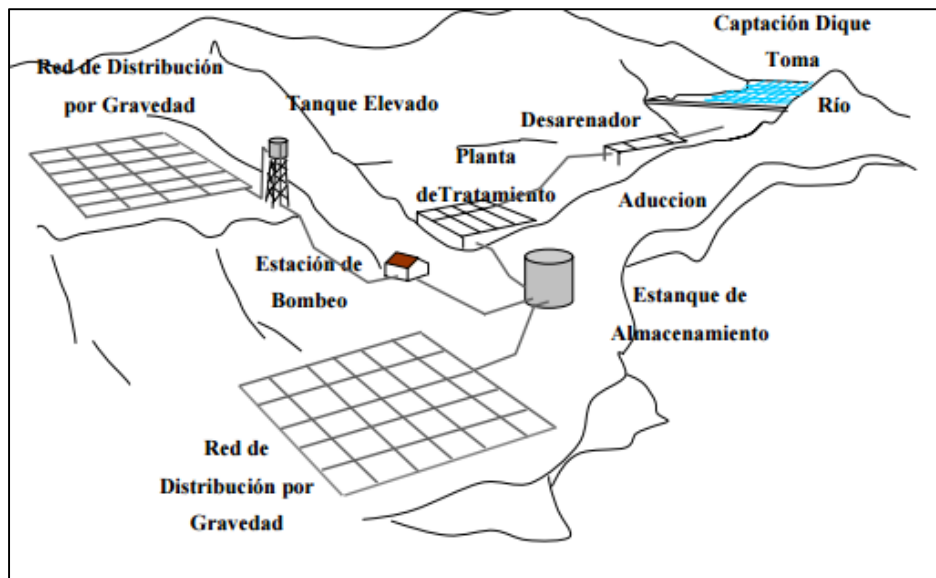 Captación Dique
Toma
Red de Distribución
por Gravedad
Tanque Elevado
Río
Desarenador
Planta
deTratamiento
Aduccion
Estación de
Bombeo
Estanque de
Almacenamiento
Red de
Distribución por
Gravedad